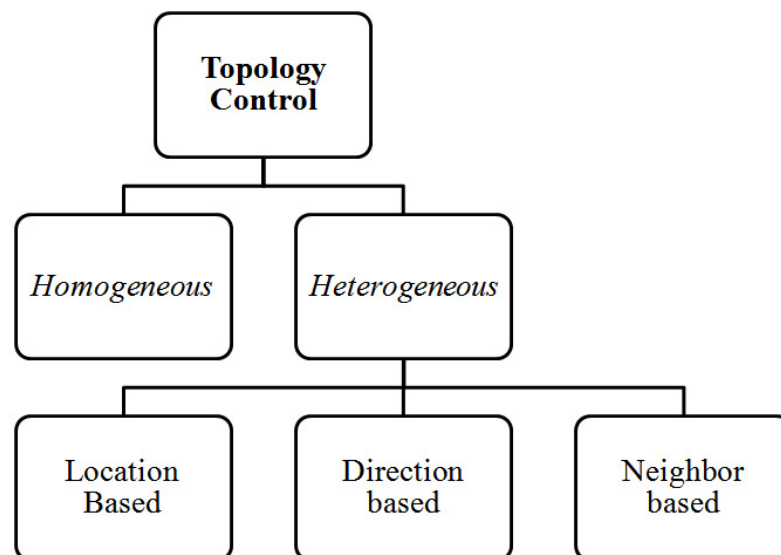 Topology
Control
Homogeneous
Heterogeneous
Location
Based
Direction
based
Neighbor
based